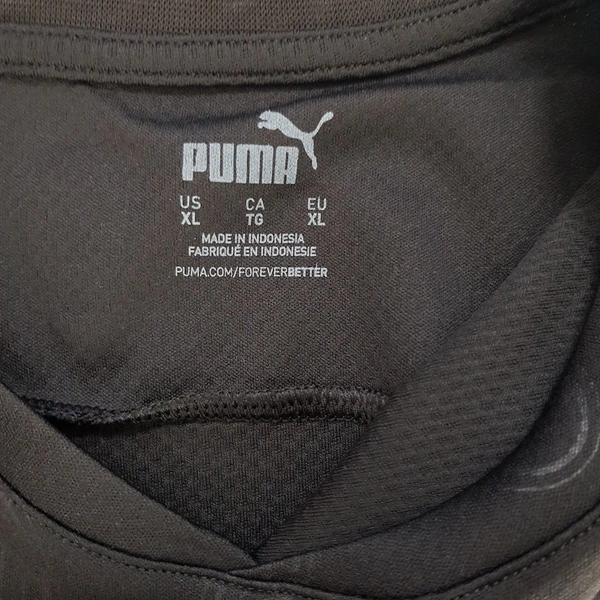 PUMA
US CA EU
XL TG XL
MADE IN INDONESIA
FABRIQUÉ EN INDONESIE
PUMA.COM/FOREVERBETTER